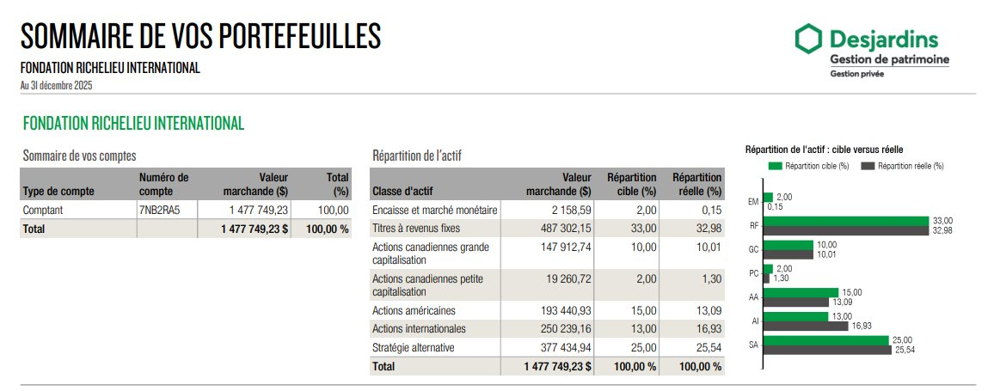 SOMMAIRE DE VOS PORTEFEUILLES
FONDATION RICHELIEU INTERNATIONAL
Au 31 décembre 2025
Desjardins
Gestion de patrimoine
Gestion privée
FONDATION RICHELIEU INTERNATIONAL
Sommaire de vos comptes
Type de compte Numéro de compte Valeur marchande ($) Total (%)
Comptant 7NB2RA5 1 477 749,23 100,00
Total 1 477 749,23 $ 100,00 %
Répartition de l'actif
Classe d'actif Valeur marchande ($) Répartition cible (%) Répartition réelle (%)
Encaisse et marché monétaire 2 158,59 2,00 0,15
Titres à revenus fixes 487 302,15 33,00 32,98
Actions canadiennes grande capitalisation 147 912,74 10,00 10,01
Actions canadiennes petite capitalisation 19 260,72 2,00 1,30
Actions américaines 193 440,93 15,00 13,09
Actions internationales 250 239,16 13,00 16,93
Stratégie alternative 377 434,94 25,00 25,54
Total 1 477 749,23 $ 100,00 % 100,00 %
Répartition de l'actif : cible versus réelle
Répartition cible (%) Répartition réelle (%)
EM 2,00 0,15
RF 33,00 32,98
GC 10,00 10,01
PC 2,00 1,30
AA 15,00 13,09
AI 13,00 16,93
SA 25,00 25,54